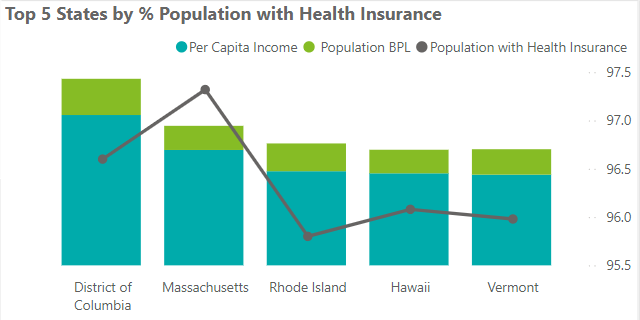 Top 5 States by % Population with Health Insurance
Per Capita Income Population BPL Population with Health Insurance
97.5
97.0
96.5
96.0
95.5
District of Columbia
Massachusetts
Rhode Island
Hawaii
Vermont